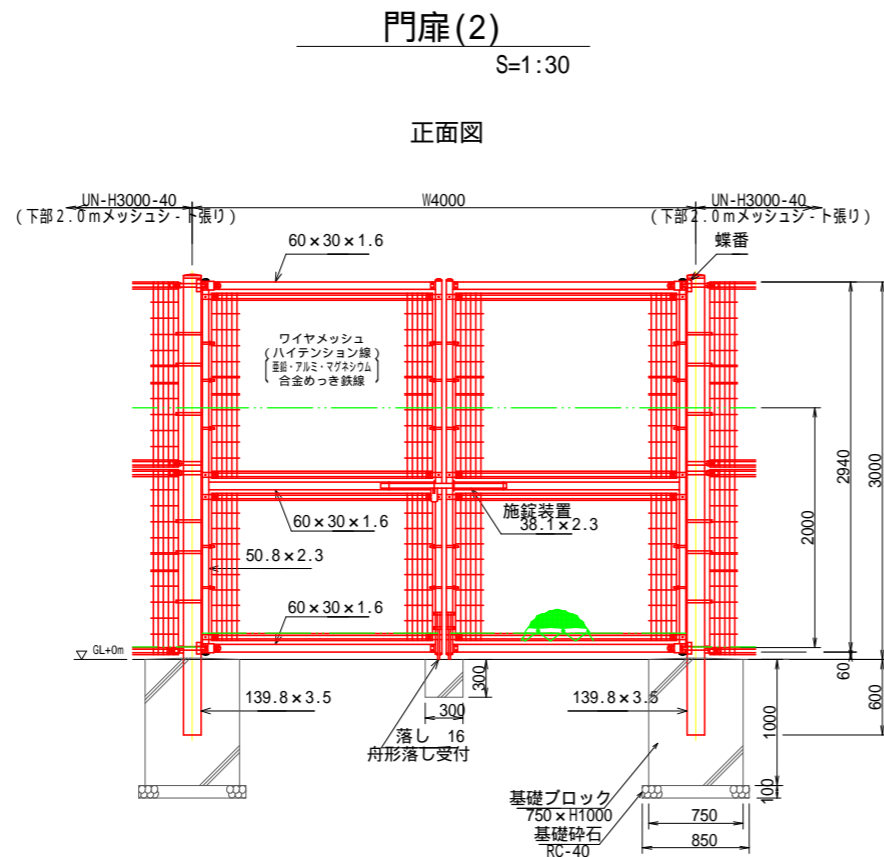 門扉(2)
S=1:30
正面図
UN-H3000-40
W4000
UN-H3000-40
(下部2.0mメッシュシ-ト張り)
(下部2.0mメッシュシ-ト張り)
60×30×1.6
蝶番
ワイヤメッシュ
(ハイテンション線)
亜鉛・アルミ・マグネシウム
合金めっき鉄線
2940
3000
2000
60×30×1.6
施錠装置
38.1×2.3
50.8×2.3
60×30×1.6
GL+0m
60
600
139.8×3.5
300
300
139.8×3.5
1000
落し 16
舟形落し受付
100
基礎ブロック
750×H1000
750
基礎砕石
RC-40
850